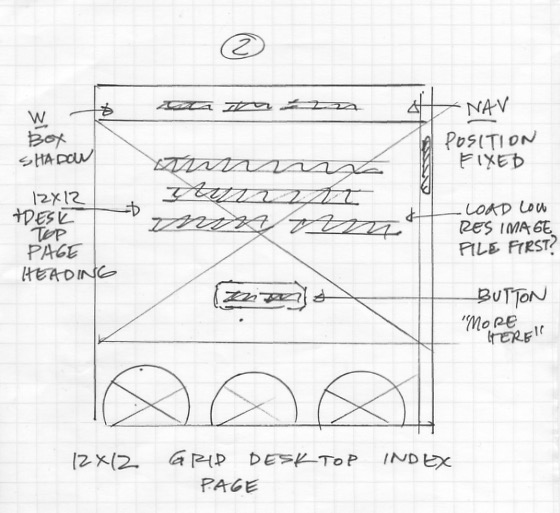 2
W
BOX
SHADOW
NAV
POSITION
FIXED
12X12
DESK
TOP
PAGE
HEADING
LOAD LOW
RES IMAGE
FILE FIRST?
BUTTON
"MORE
HERE"
12X12 GRID DESKTOP INDEX
PAGE